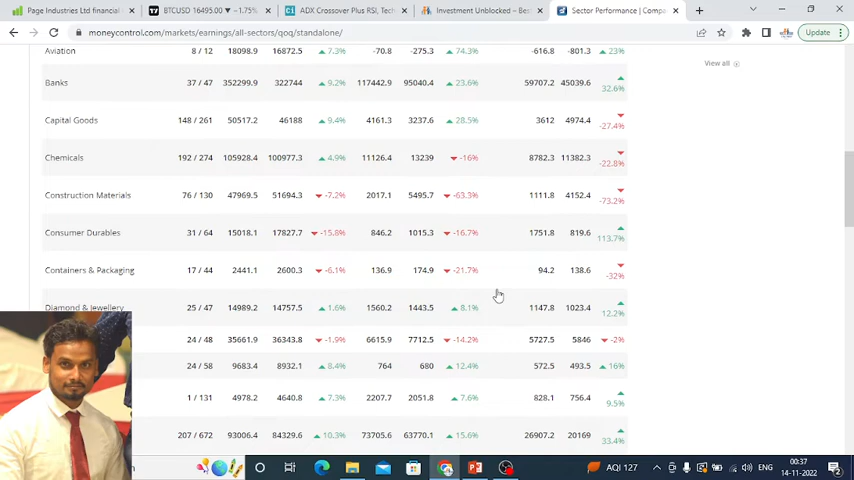 Page Industries Ltd financial
BTCUSD 16495.00 ▼ −1.75%
ADX Crossover Plus RSI, Tech
Investment Unblocked – Ben
Sector Performance | Compa
moneycontrol.com/markets/earnings/all-sectors/qoq/standalone/
Update
Aviation 8 / 12 18098.9 16872.5 ▲ 7.3% -70.8 -275.3 ▲ 74.3% -616.8 -801.3 ▲ 23%
View all
Banks 37 / 47 352299.9 322744 ▲ 9.2% 117442.9 95040.4 ▲ 23.6% 59707.2 45039.6 ▲ 32.6%
Capital Goods 148 / 261 50517.2 46188 ▲ 9.4% 4161.3 3237.6 ▲ 28.5% 3612 4974.4 ▼ -27.4%
Chemicals 192 / 274 105928.4 100977.3 ▲ 4.9% 11126.4 13239 ▼ -16% 8782.3 11382.3 ▼ -22.8%
Construction Materials 76 / 130 47969.5 51694.3 ▼ -7.2% 2017.1 5495.7 ▼ -63.3% 1111.8 4152.4 ▼ -73.2%
Consumer Durables 31 / 64 15018.1 17827.7 ▼ -15.8% 846.2 1015.3 ▼ -16.7% 1751.8 819.6 ▲ 113.7%
Containers & Packaging 17 / 44 2441.1 2600.3 ▼ -6.1% 136.9 174.9 ▼ -21.7% 94.2 138.6 ▼ -32%
Diamond & Jewellery 25 / 47 14989.2 14757.5 ▲ 1.6% 1560.2 1443.5 ▲ 8.1% 1147.8 1023.4 ▲ 12.2%
24 / 48 35661.9 36343.8 ▼ -1.9% 6615.9 7712.5 ▼ -14.2% 5727.5 5846 ▼ -2%
24 / 58 9683.4 8932.1 ▲ 8.4% 764 680 ▲ 12.4% 572.5 493.5 ▲ 16%
1 / 131 4978.2 4640.8 ▲ 7.3% 2207.7 2051.8 ▲ 7.6% 828.1 756.4 ▲ 9.5%
207 / 672 93006.4 84329.6 ▲ 10.3% 73705.6 63770.1 ▲ 15.6% 26907.2 20169 ▲ 33.4%
AQI 127
ENG
00:37
14-11-2022
2